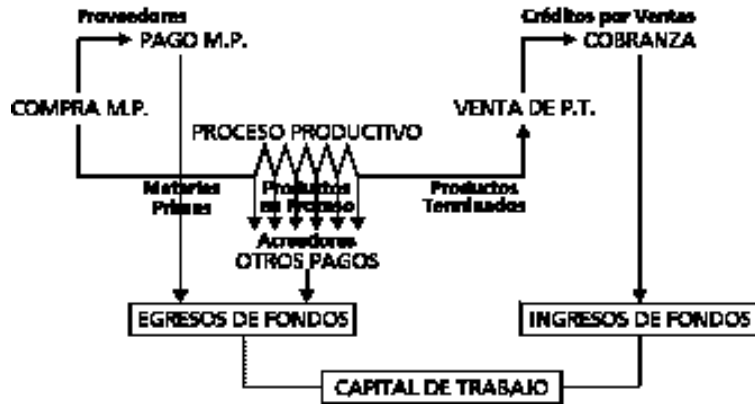 Proveedores
PAGO M.P.
Créditos por Ventas
COBRANZA
COMPRA M.P.
VENTA DE P.T.
PROCESO PRODUCTIVO
Materias
Primas
Productos
en Proceso
Productos
Terminados
Acreedores
OTROS PAGOS
EGRESOS DE FONDOS
INGRESOS DE FONDOS
CAPITAL DE TRABAJO